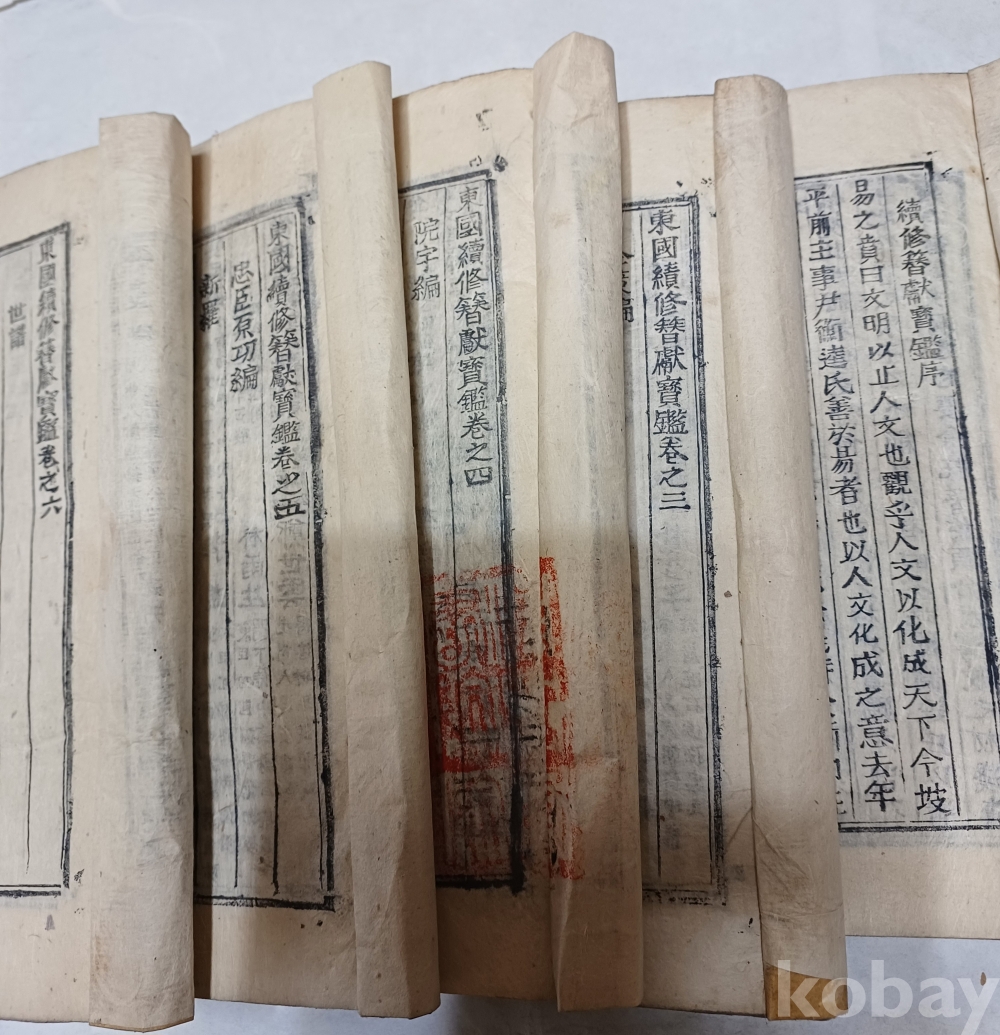 續修簪獻寶鑑序
易之賁曰文明以止人文也觀乎人文以化成天下今坡
平前主事尹衡逵氏善於易者也以人文化成之意去年
東國續修簪獻寶鑑卷之三
東國續修簪獻寶鑑卷之四
院宇編
東國續修簪獻寶鑑卷之五
忠臣原功編
新羅
東國續修簪獻寶鑑卷之六
世譜
kobay